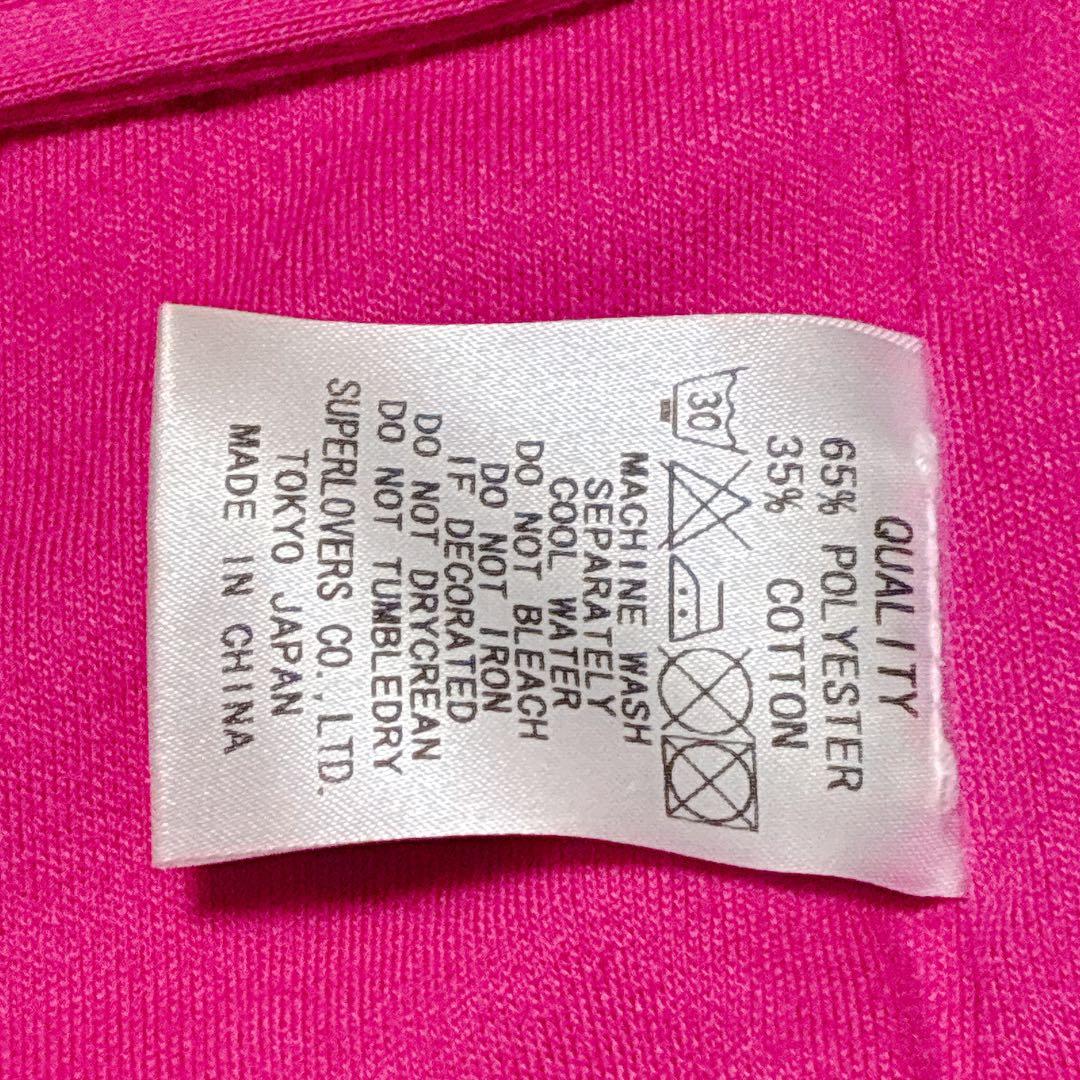 QUALITY
65% POLYESTER
35% COTTON
30
MACHINE WASH
SEPARATELY
COOL WATER
DO NOT BLEACH
DO NOT IRON
IF DECORATED
DO NOT DRYCREAN
DO NOT TUMBLEDRY
SUPERLOVERS CO., LTD.
TOKYO JAPAN
MADE IN CHINA